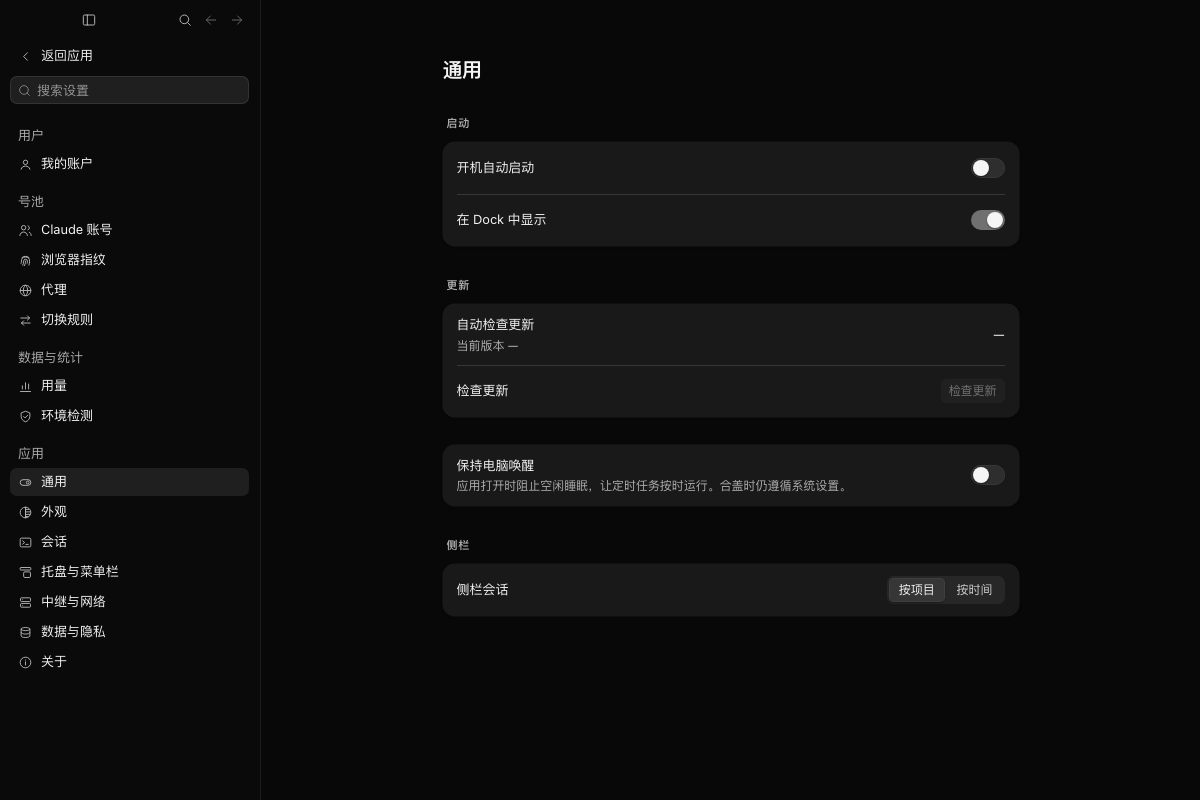 返回应用
搜索设置
用户
我的账户
号池
Claude 账号
浏览器指纹
代理
切换规则
数据与统计
用量
环境检测
应用
通用
外观
会话
托盘与菜单栏
中继与网络
数据与隐私
关于
通用
启动
开机自动启动
在 Dock 中显示
更新
自动检查更新
当前版本 —
—
检查更新
检查更新
保持电脑唤醒
应用打开时阻止空闲睡眠，让定时任务按时运行。合盖时仍遵循系统设置。
侧栏
侧栏会话
按项目
按时间